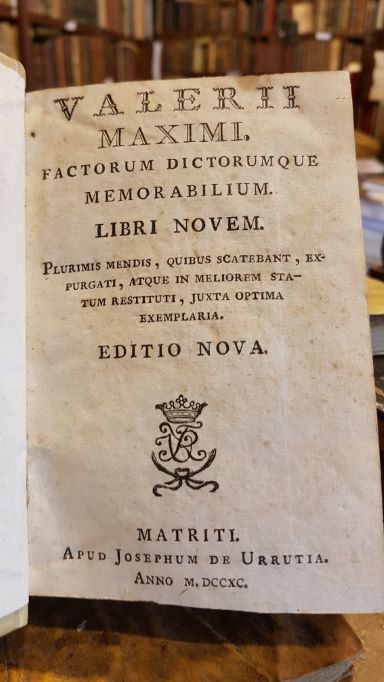 VALERII
MAXIMI.
FACTORUM DICTORUMQUE
MEMORABILIUM.
LIBRI NOVEM.
PLURIMIS MENDIS, QUIBUS SCATEBANT, EX-
PURGATI, ATQUE IN MELIOREM STA-
TUM RESTITUTI, JUXTA OPTIMA
EXEMPLARIA.
EDITIO NOVA.
MATRITI.
APUD JOSEPHUM DE URRUTIA.
ANNO M.DCCXC.